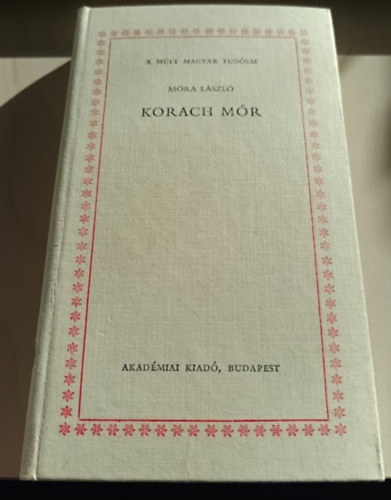 A MÚLT MAGYAR TUDÓSAI
MÓRA LÁSZLÓ
KORACH MÓR
AKADÉMIAI KIADÓ, BUDAPEST